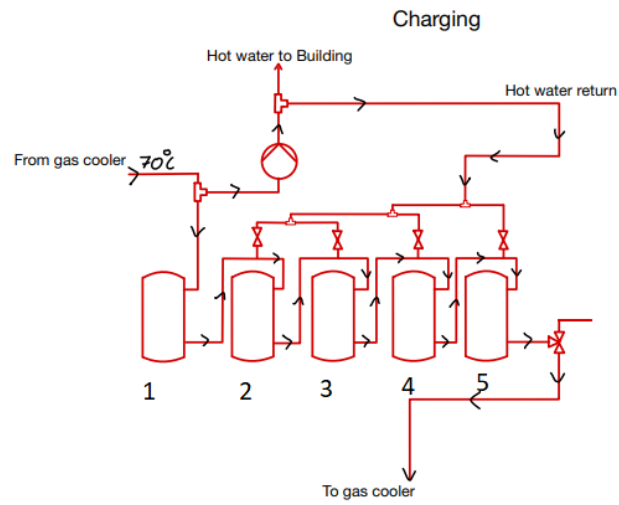 Charging
Hot water to Building
Hot water return
From gas cooler 70°C
1 2 3 4 5
To gas cooler